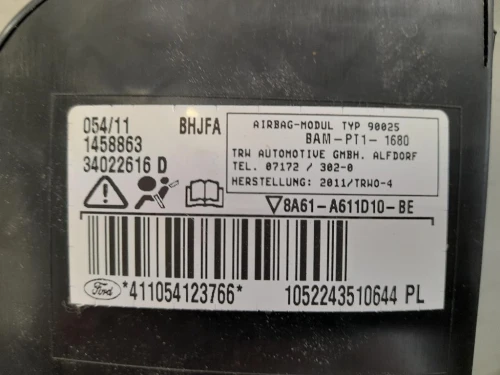 054/11 BHJFA
1458863
34022616 D
AIRBAG-MODUL TYP 90025
BAM-PT1-1680
TRW AUTOMOTIVE GMBH. ALFDORF
TEL. 07172 / 302-0
HERSTELLUNG: 2011/TRWO-4
8A61-A611D10-BE
Ford *411054123766* 1052243510644 PL